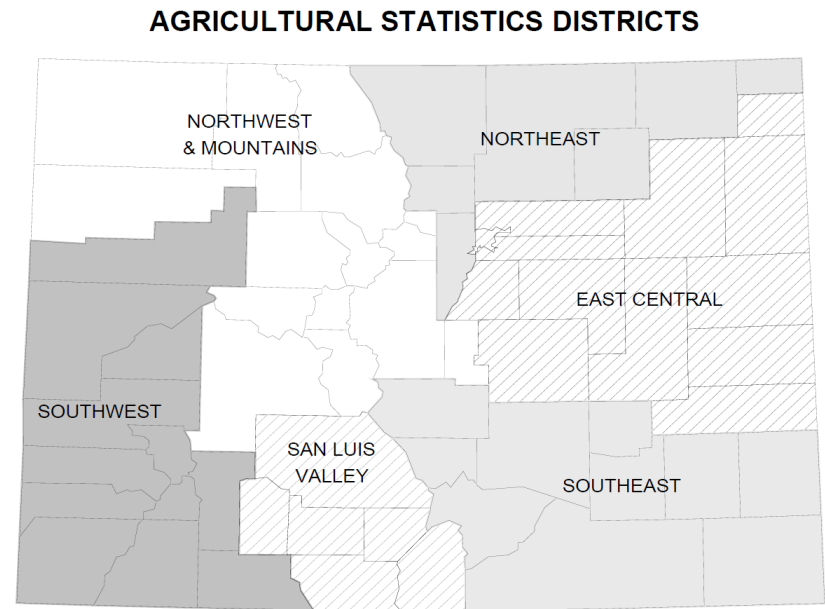 AGRICULTURAL STATISTICS DISTRICTS
NORTHWEST
& MOUNTAINS
NORTHEAST
EAST CENTRAL
SOUTHWEST
SAN LUIS
VALLEY
SOUTHEAST